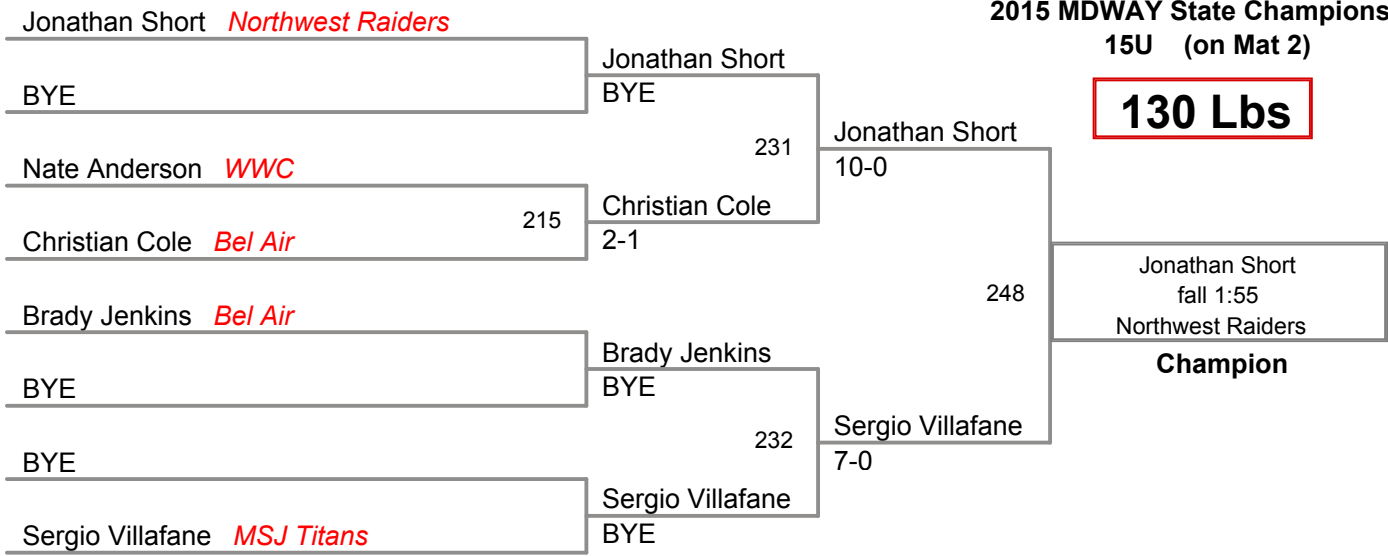 Jonathan Short Northwest Raiders
2015 MDWAY State Champions
15U (on Mat 2)
130 Lbs
Jonathan Short
BYE
BYE
231
Jonathan Short
10-0
Nate Anderson WWC
215
Christian Cole
2-1
Christian Cole Bel Air
248
Jonathan Short
fall 1:55
Northwest Raiders
Champion
Brady Jenkins Bel Air
Brady Jenkins
BYE
BYE
232
Sergio Villafane
7-0
BYE
Sergio Villafane
BYE
Sergio Villafane MSJ Titans